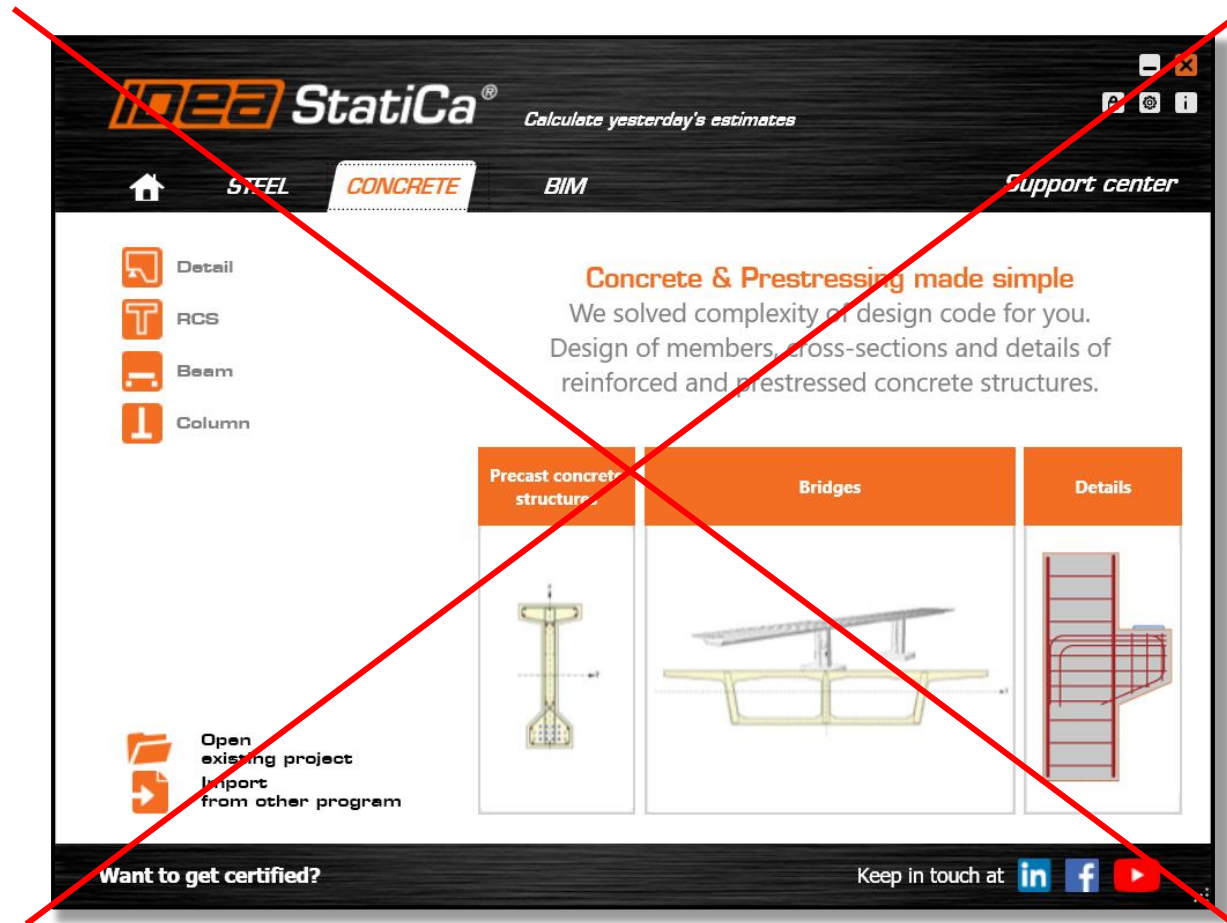 IDEA StatiCa®
Calculate yesterday's estimates
STEEL
CONCRETE
BIM
Support center
Detail
RCS
Beam
Column
Concrete & Prestressing made simple
We solved complexity of design code for you.
Design of members, cross-sections and details of
reinforced and prestressed concrete structures.
Precast concrete
structures
Bridges
Details
Open
existing project
Import
from other program
Want to get certified?
Keep in touch at